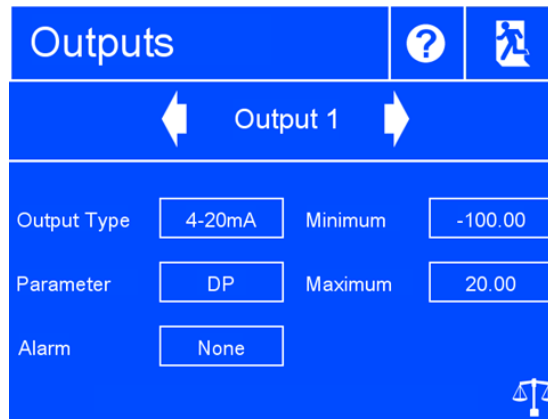 Outputs ?
Output 1
Output Type 4-20mA Minimum -100.00
Parameter DP Maximum 20.00
Alarm None